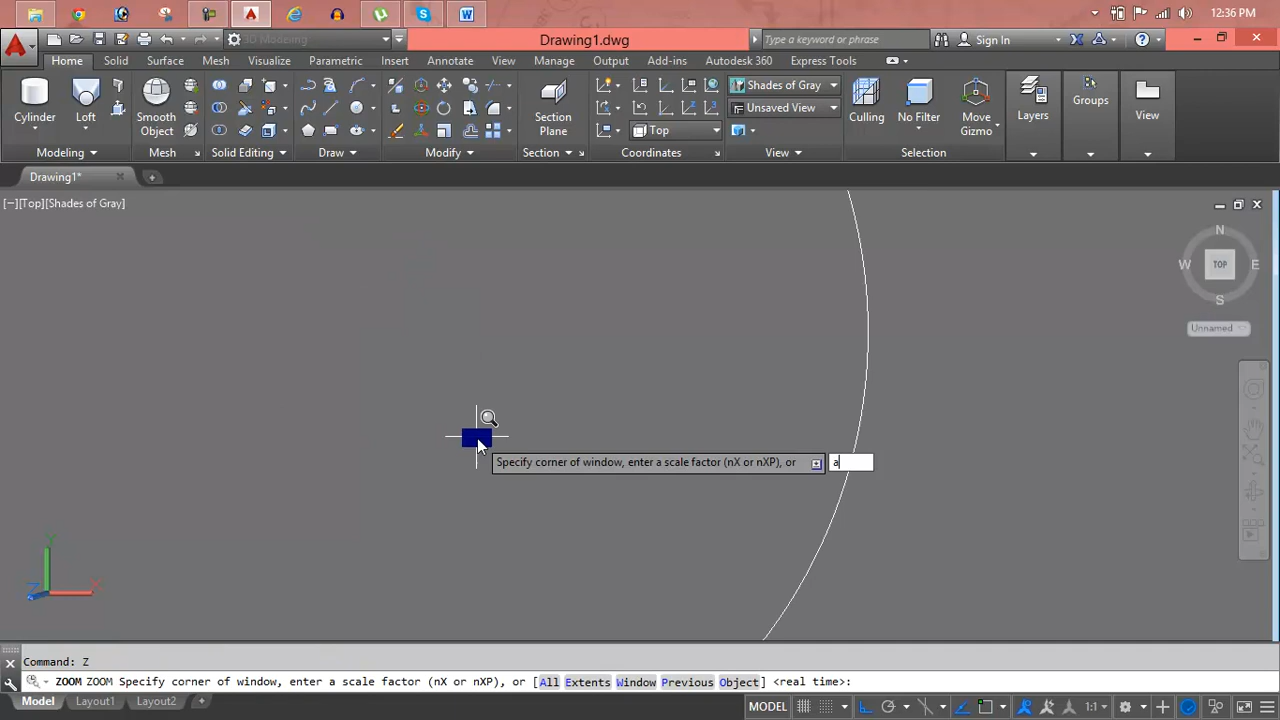 12:36 PM
3D Modeling
Drawing1.dwg
Type a keyword or phrase
Sign In
Home Solid Surface Mesh Visualize Parametric Insert Annotate View Manage Output Add-ins Autodesk 360 Express Tools
Cylinder
Loft
Smooth Object
Section Plane
Top
Shades of Gray
Unsaved View
Culling
No Filter
Move Gizmo
Layers
Groups
View
Modeling Mesh Solid Editing Draw Modify Section Coordinates View Selection
Drawing1*
[−][Top][Shades of Gray]
N
W TOP E
S
Unnamed
Specify corner of window, enter a scale factor (nX or nXP), or a
Y
Z X
Command: Z
ZOOM ZOOM Specify corner of window, enter a scale factor (nX or nXP), or [All Extents Window Previous Object] <real time>:
Model Layout1 Layout2
MODEL 1:1